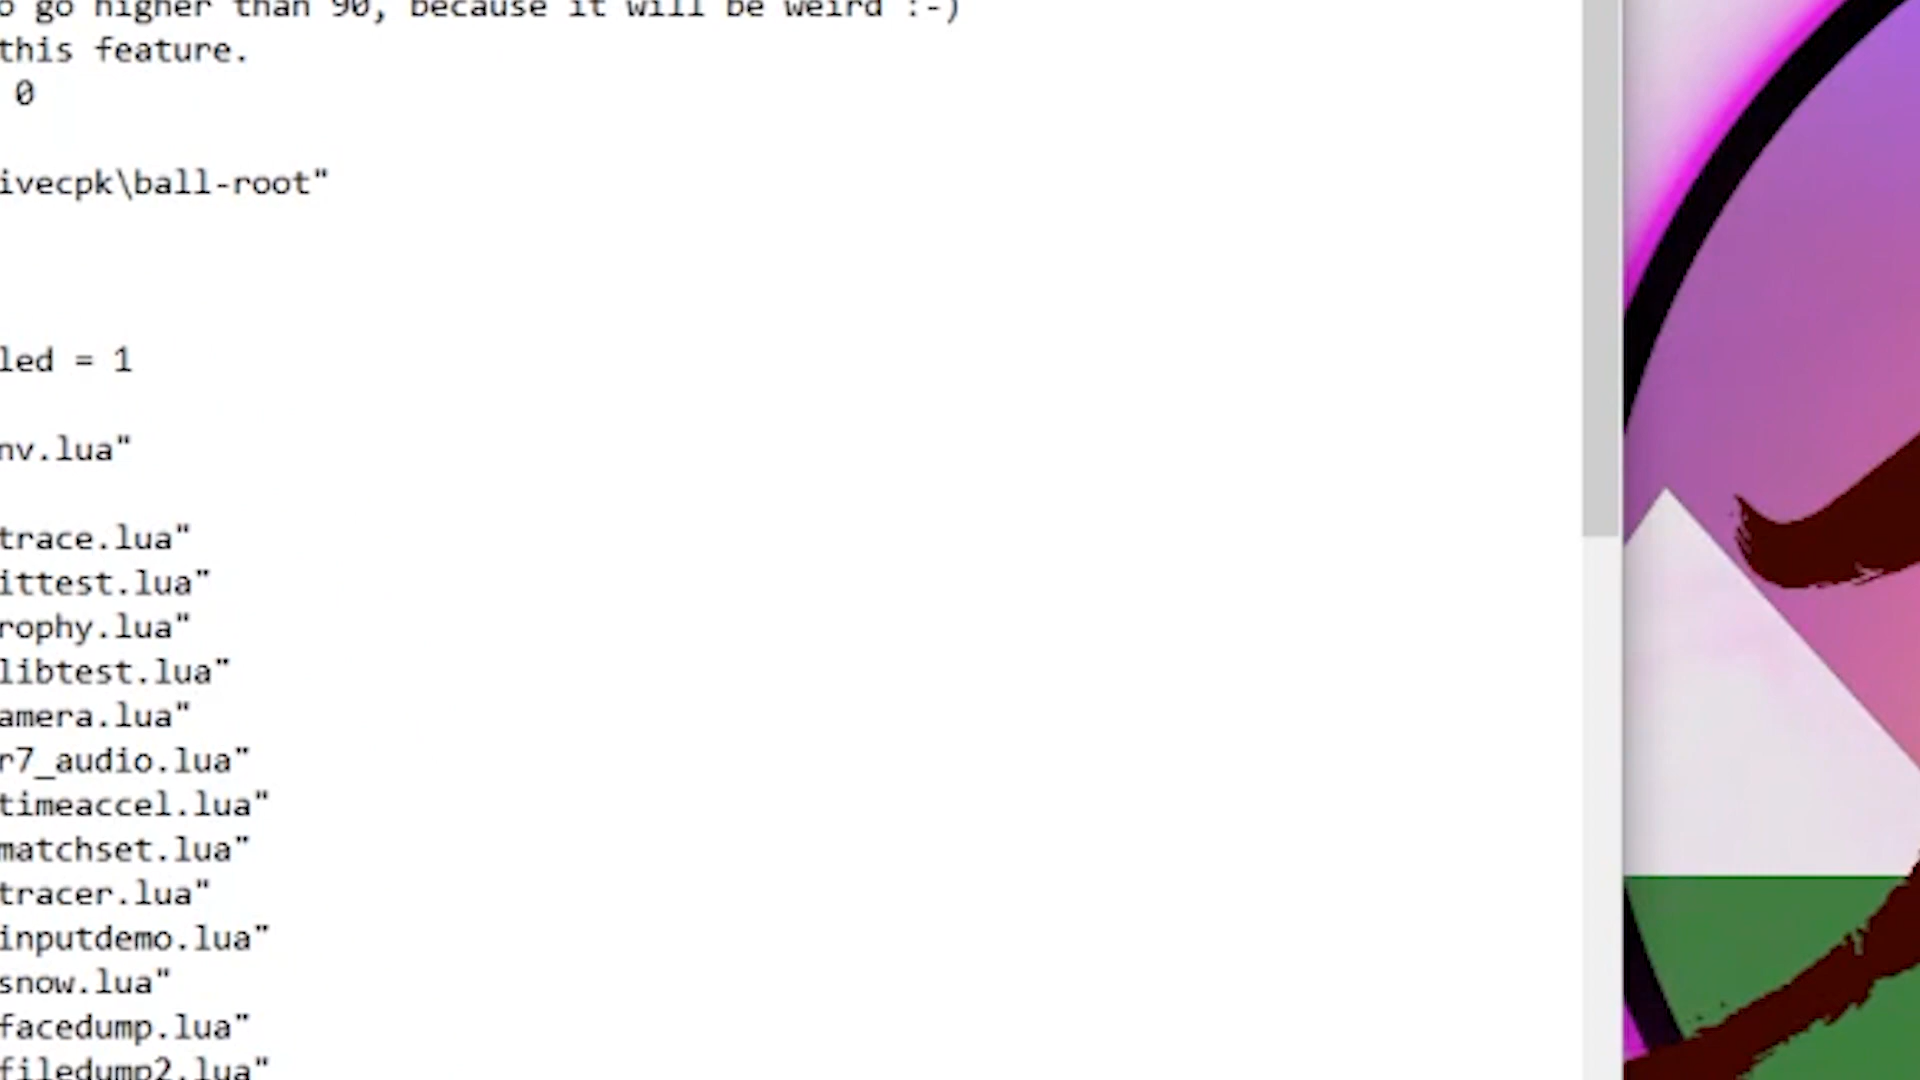 o go higher than 90, because it will be weird :-)
this feature.
0
ivecpk\ball-root"
led = 1
nv.lua"
trace.lua"
ittest.lua"
rophy.lua"
libtest.lua"
amera.lua"
r7_audio.lua"
timeaccel.lua"
matchset.lua"
tracer.lua"
inputdemo.lua"
snow.lua"
facedump.lua"
filedump2.lua"